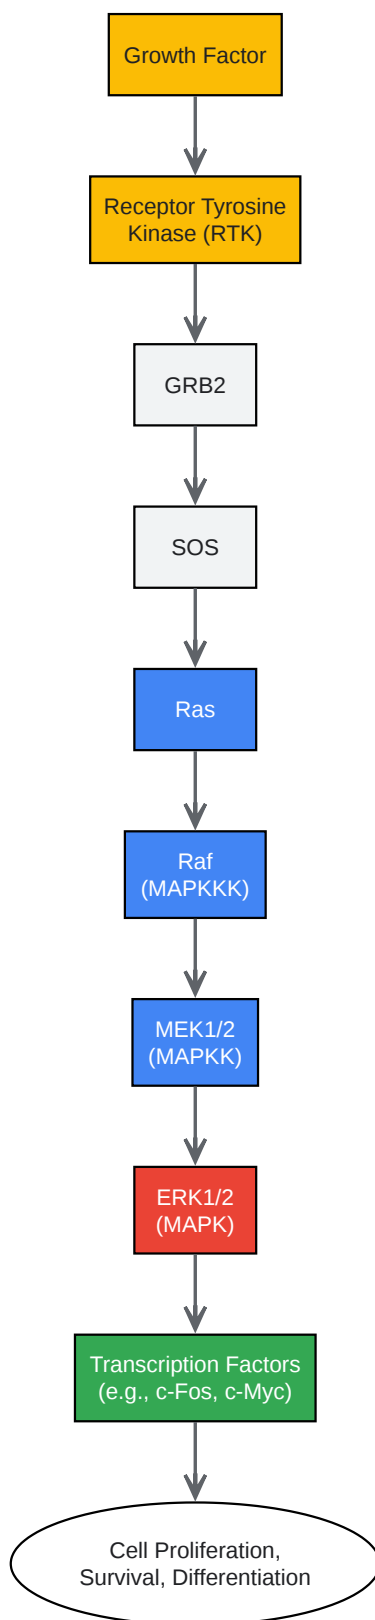 Growth Factor
Receptor Tyrosine
Kinase (RTK)
GRB2
SOS
Ras
Raf
(MAPKKK)
MEK1/2
(MAPKK)
ERK1/2
(MAPK)
Transcription Factors
(e.g., c-Fos, c-Myc)
Cell Proliferation,
Survival, Differentiation